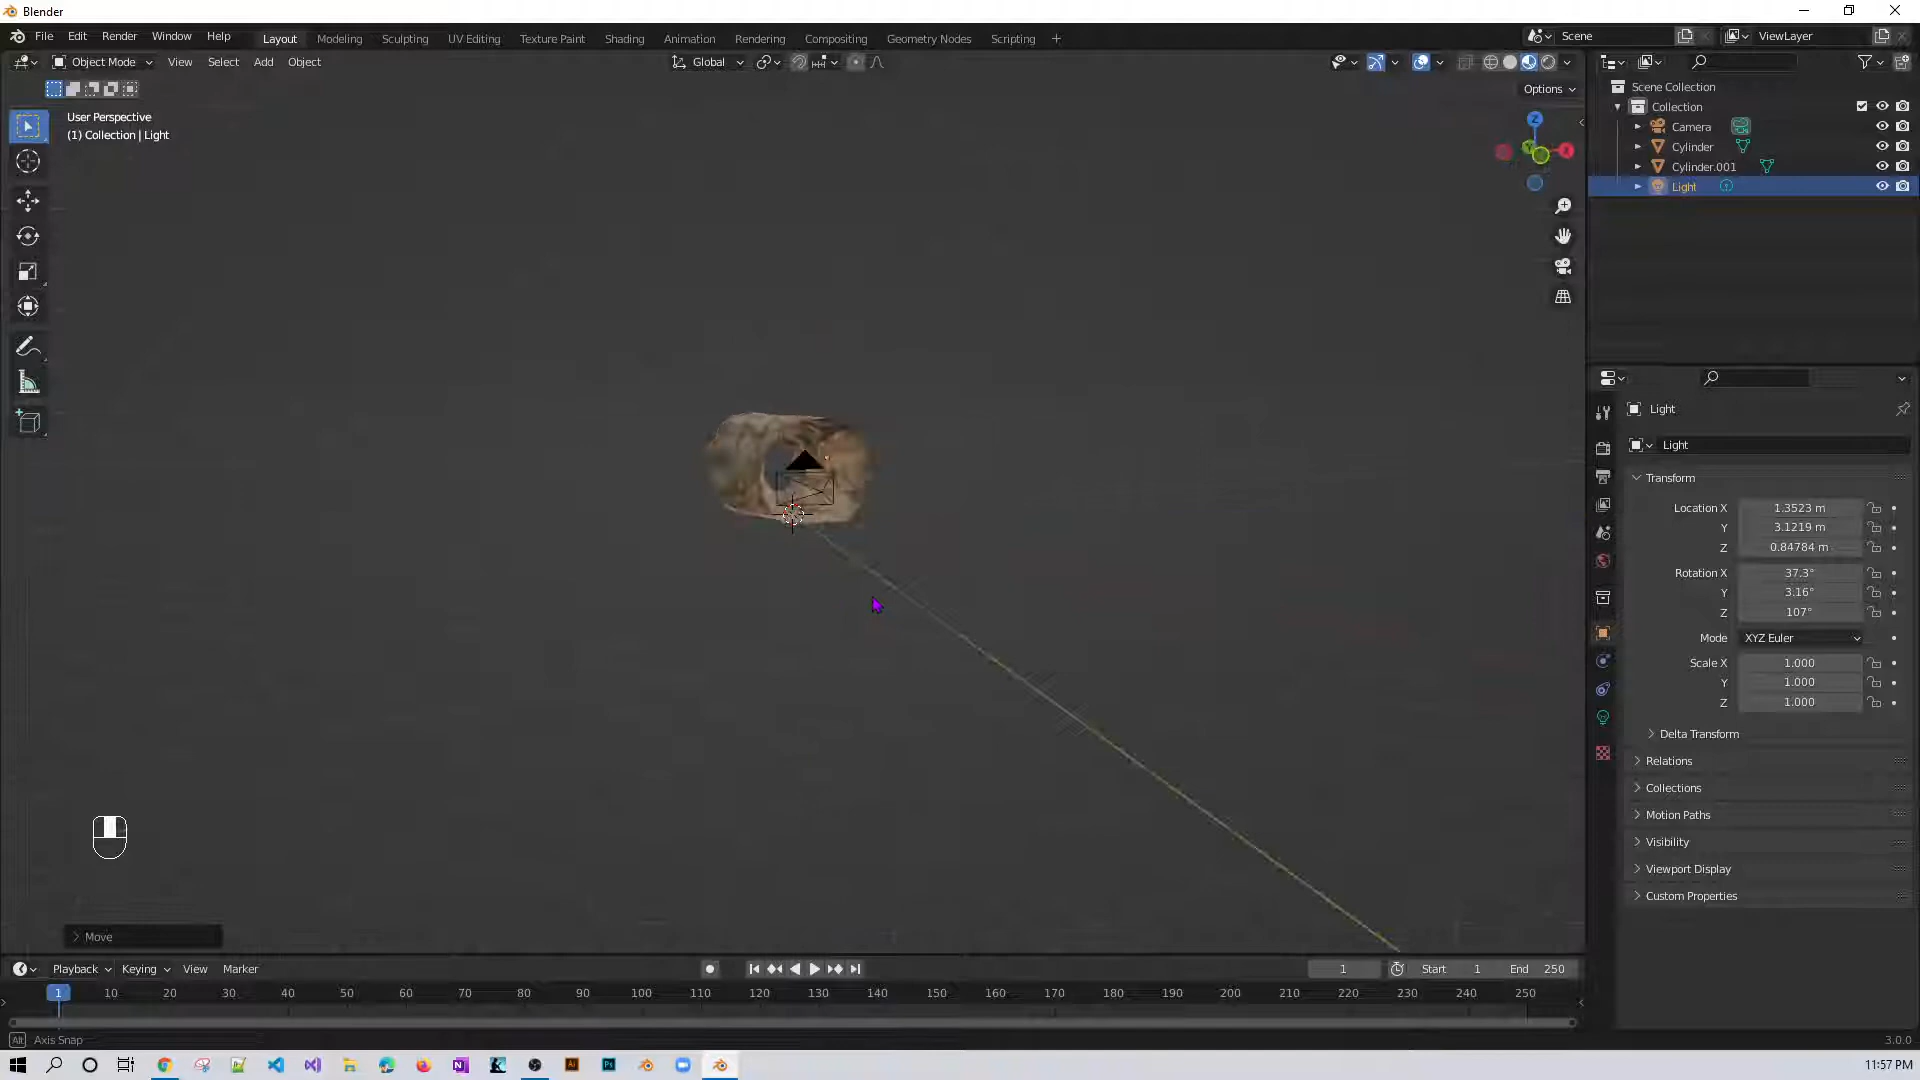 Blender
File Edit Render Window Help
Layout Modeling Sculpting UV Editing Texture Paint Shading Animation Rendering Compositing Geometry Nodes Scripting +
Scene
ViewLayer
Object Mode View Select Add Object
Global
Options
User Perspective
(1) Collection | Light
Z
X
Y
Scene Collection
Collection
Camera
Cylinder
Cylinder.001
Light
Light
Light
Transform
Location X 1.3523 m
Y 3.1219 m
Z 0.84784 m
Rotation X 37.3°
Y 3.16°
Z 107°
Mode XYZ Euler
Scale X 1.000
Y 1.000
Z 1.000
Delta Transform
Relations
Collections
Motion Paths
Visibility
Viewport Display
Custom Properties
Move
Playback Keying View Marker
1 Start 1 End 250
1 10 20 30 40 50 60 70 80 90 100 110 120 130 140 150 160 170 180 190 200 210 220 230 240 250
Alt Axis Snap
3.0.0
11:57 PM